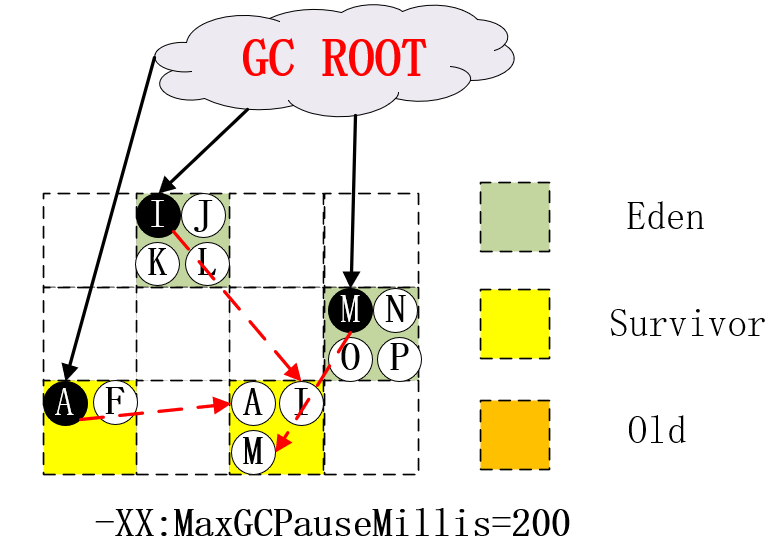 GC ROOT
I J
K L
Eden
M N
O P
Survivor
A F
A I
M
Old
-XX:MaxGCPauseMillis=200